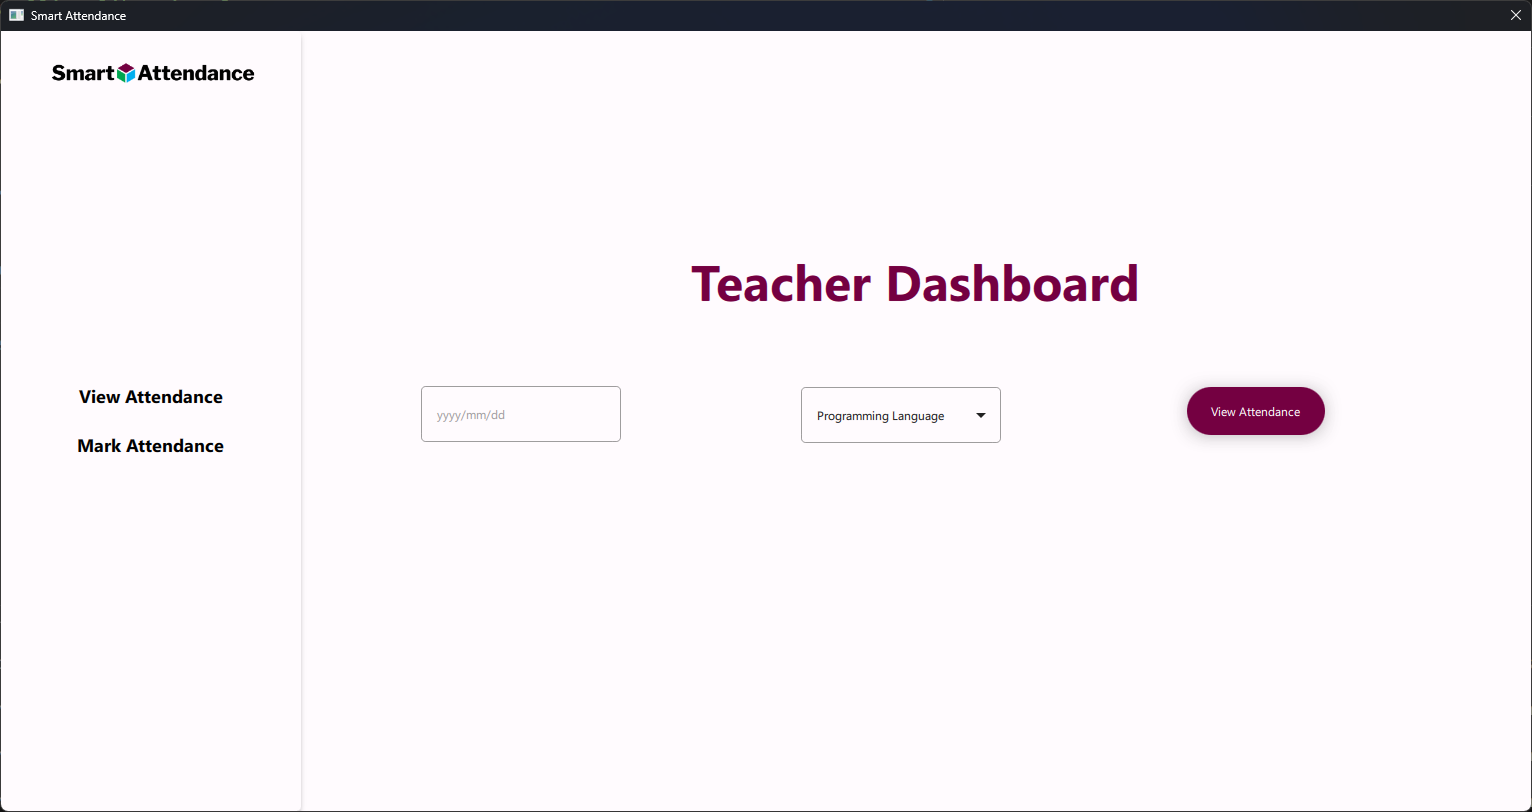 Smart Attendance
Smart Attendance
Teacher Dashboard
View Attendance
Mark Attendance
yyyy/mm/dd
Programming Language
View Attendance